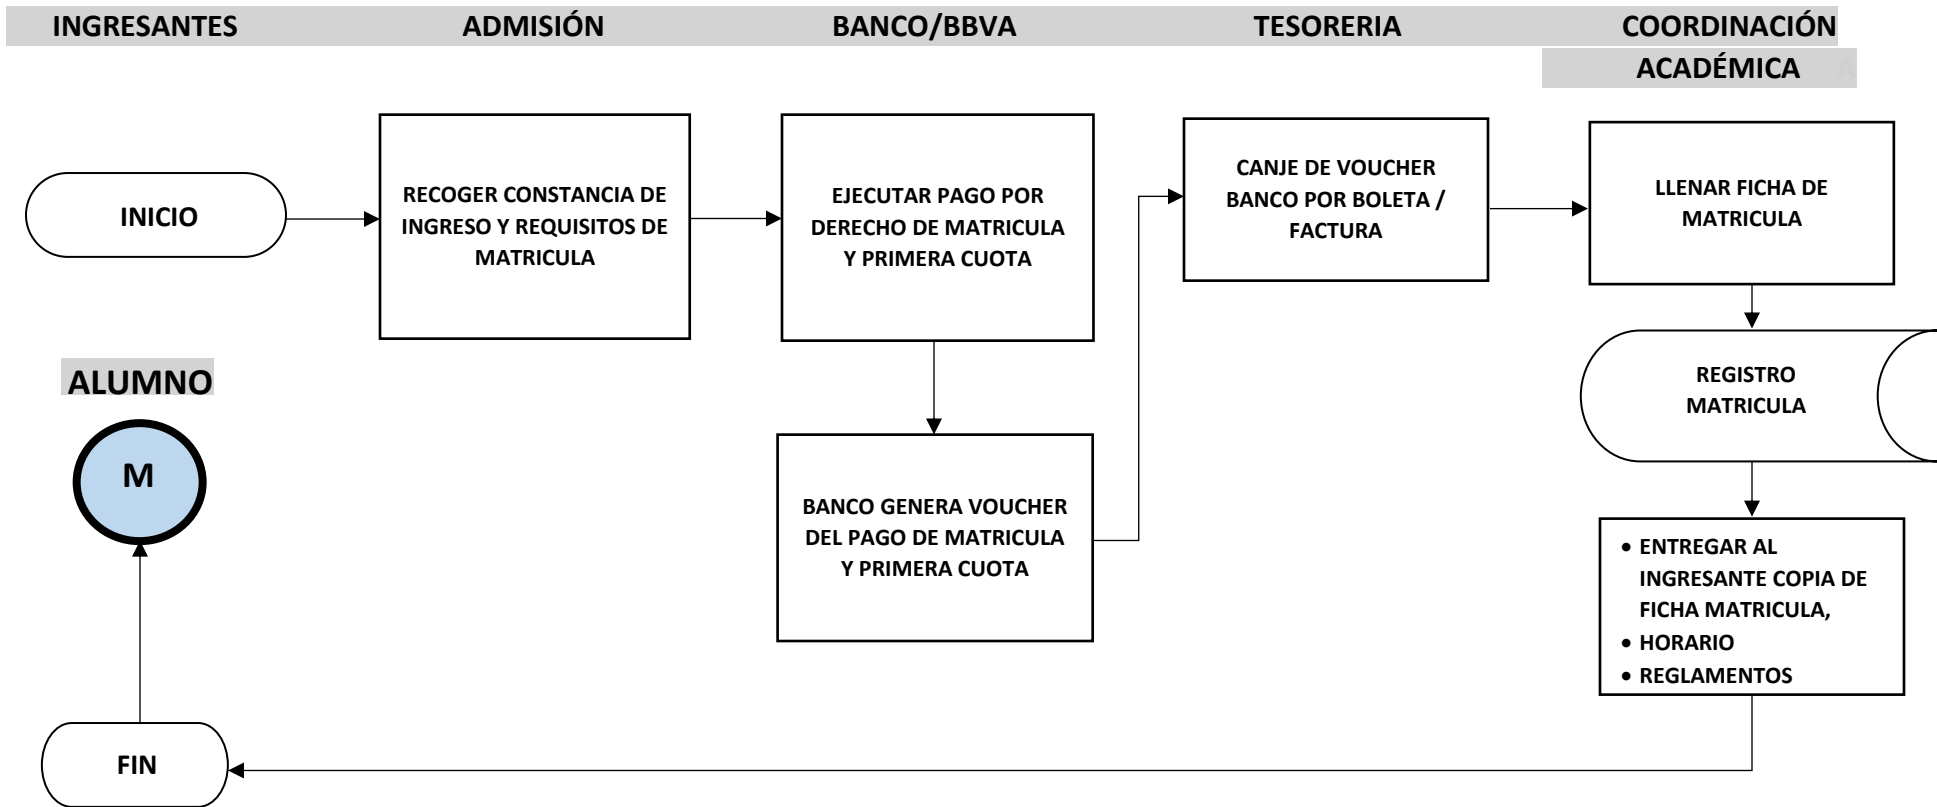 INGRESANTES
ADMISIÓN
BANCO/BBVA
TESORERIA
COORDINACIÓN
ACADÉMICA A
INICIO
RECOGER CONSTANCIA DE
INGRESO Y REQUISITOS DE
MATRICULA
EJECUTAR PAGO POR
DERECHO DE MATRICULA
Y PRIMERA CUOTA
BANCO GENERA VOUCHER
DEL PAGO DE MATRICULA
Y PRIMERA CUOTA
CANJE DE VOUCHER
BANCO POR BOLETA /
FACTURA
LLENAR FICHA DE
MATRICULA
REGISTRO
MATRICULA
• ENTREGAR AL
INGRESANTE COPIA DE
FICHA MATRICULA,
• HORARIO
• REGLAMENTOS
FIN
ALUMNO
M